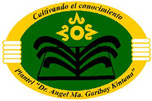 Cultivando el conocimiento
Plantel "Dr. Angel Ma. Garibay Kintana"